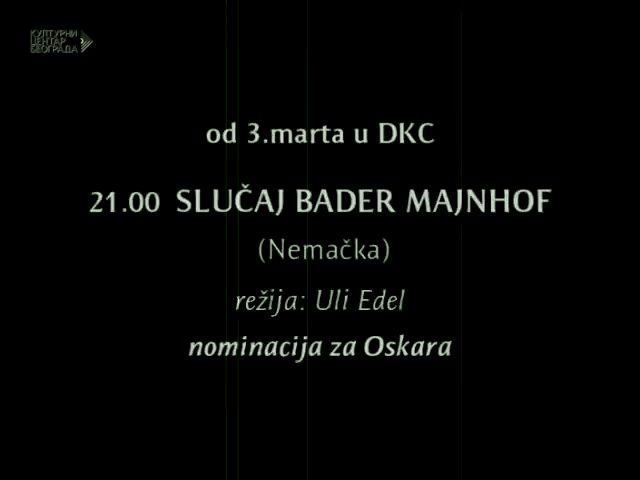 КУЛТУРНИ
ЦЕНТАР
БЕОГРАДА
od 3.marta u DKC
21.00 SLUČAJ BADER MAJNHOF
(Nemačka)
režija: Uli Edel
nominacija za Oskara